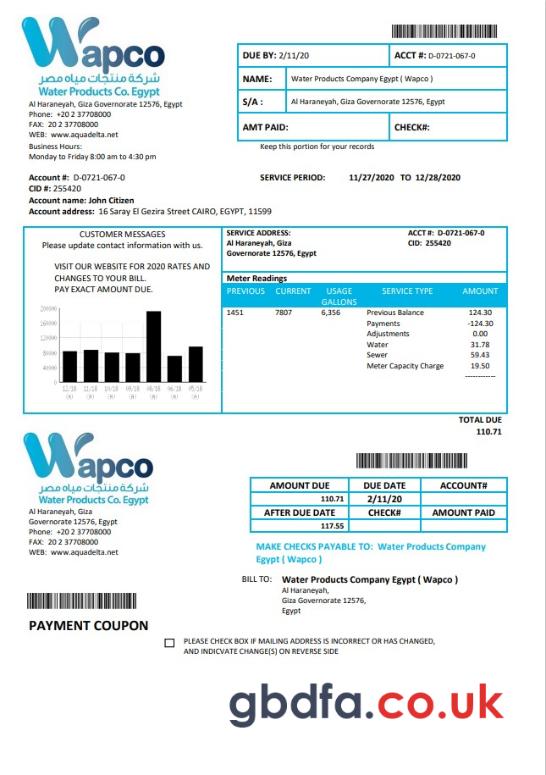 Wapco
شركة منتجات مياه مصر
Water Products Co. Egypt
Al Haraneyah, Giza Governorate 12576, Egypt
Phone: +20 2 37708000
FAX: 20 2 37708000
WEB: www.aquadelta.net
Business Hours:
Monday to Friday 8:00 am to 4:30 pm
DUE BY: 2/11/20 ACCT #: D-0721-067-0
NAME: Water Products Company Egypt ( Wapco )
S/A : Al Haraneyah, Giza Governorate 12576, Egypt
AMT PAID: CHECK#:
Keep this portion for your records
Account #: D-0721-067-0
CID #: 255420
Account name: John Citizen
Account address: 16 Saray El Gezira Street CAIRO, EGYPT, 11599
SERVICE PERIOD: 11/27/2020 TO 12/28/2020
CUSTOMER MESSAGES
Please update contact information with us.
VISIT OUR WEBSITE FOR 2020 RATES AND
CHANGES TO YOUR BILL.
PAY EXACT AMOUNT DUE.
200000
160000
120000
80000
40000
0
SERVICE ADDRESS: ACCT #: D-0721-067-0
Al Haraneyah, Giza CID: 255420
Governorate 12576, Egypt
Meter Readings
PREVIOUS CURRENT USAGE SERVICE TYPE AMOUNT
GALLONS
1451 7807 6,356 Previous Balance 124.30
Payments -124.30
Adjustments 0.00
Water 31.78
Sewer 59.43
Meter Capacity Charge 19.50
------------
TOTAL DUE
110.71
Wapco
شركة منتجات مياه مصر
Water Products Co. Egypt
Al Haraneyah, Giza
Governorate 12576, Egypt
Phone: +20 2 37708000
FAX: 20 2 37708000
WEB: www.aquadelta.net
AMOUNT DUE DUE DATE ACCOUNT#
110.71 2/11/20
AFTER DUE DATE CHECK# AMOUNT PAID
117.55
MAKE CHECKS PAYABLE TO: Water Products Company
Egypt ( Wapco )
BILL TO: Water Products Company Egypt ( Wapco )
Al Haraneyah,
Giza Governorate 12576,
Egypt
PAYMENT COUPON
PLEASE CHECK BOX IF MAILING ADDRESS IS INCORRECT OR HAS CHANGED,
AND INDICVATE CHANGE(S) ON REVERSE SIDE
gbdfa.co.uk